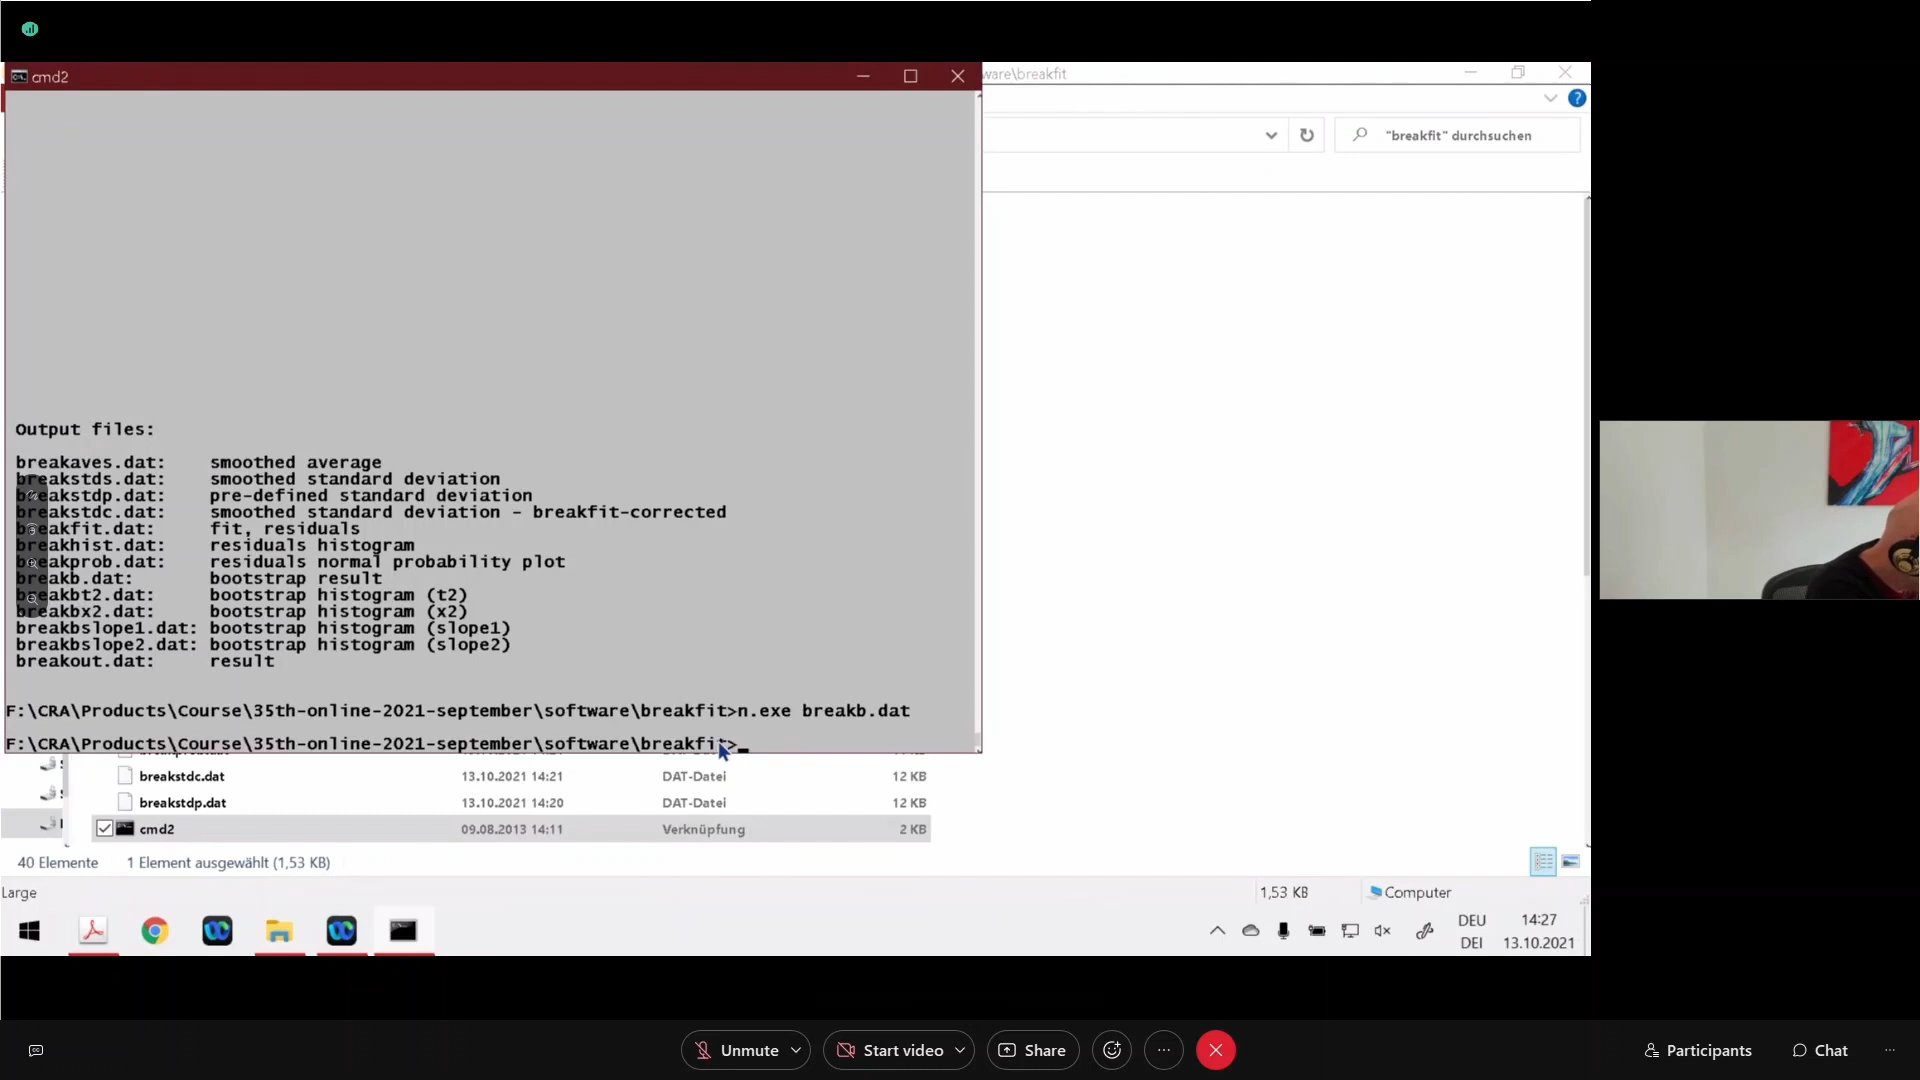 cmd2
ware\breakfit
"breakfit" durchsuchen
Output files:
breakaves.dat: smoothed average
breakstds.dat: smoothed standard deviation
breakstdp.dat: pre-defined standard deviation
breakstdc.dat: smoothed standard deviation - breakfit-corrected
breakfit.dat: fit, residuals
breakhist.dat: residuals histogram
breakprob.dat: residuals normal probability plot
breakb.dat: bootstrap result
breakbt2.dat: bootstrap histogram (t2)
breakbx2.dat: bootstrap histogram (x2)
breakbslope1.dat: bootstrap histogram (slope1)
breakbslope2.dat: bootstrap histogram (slope2)
breakout.dat: result
F:\CRA\Products\Course\35th-online-2021-september\software\breakfit>n.exe breakb.dat
F:\CRA\Products\Course\35th-online-2021-september\software\breakfit>_
breakstdc.dat 13.10.2021 14:21 DAT-Datei 12 KB
breakstdp.dat 13.10.2021 14:20 DAT-Datei 12 KB
cmd2 09.08.2013 14:11 Verknüpfung 2 KB
40 Elemente 1 Element ausgewählt (1,53 KB)
Large 1,53 KB Computer
DEU 14:27
DEI 13.10.2021
Unmute Start video Share Participants Chat